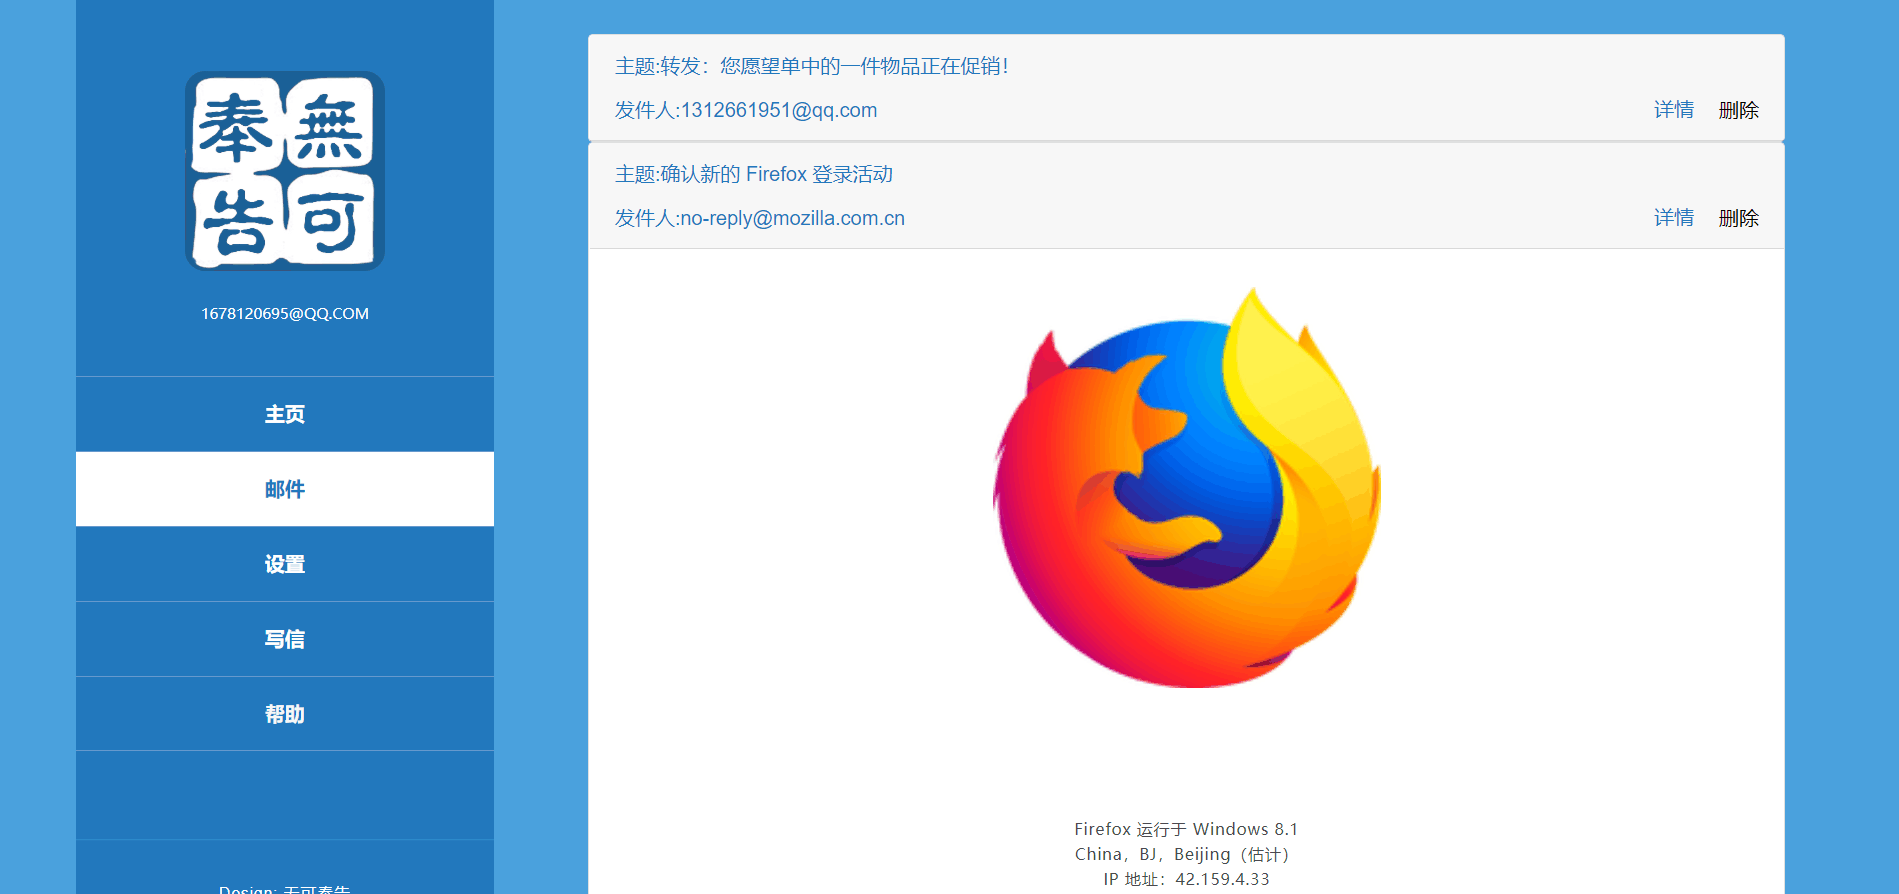 無可
奉告
1678120695@QQ.COM
主页
邮件
设置
写信
帮助
Design: 无可奉告
主题:转发：您愿望单中的一件物品正在促销！
发件人:1312661951@qq.com
详情 删除
主题:确认新的 Firefox 登录活动
发件人:no-reply@mozilla.com.cn
详情 删除
Firefox 运行于 Windows 8.1
China，BJ，Beijing（估计）
IP 地址：42.159.4.33